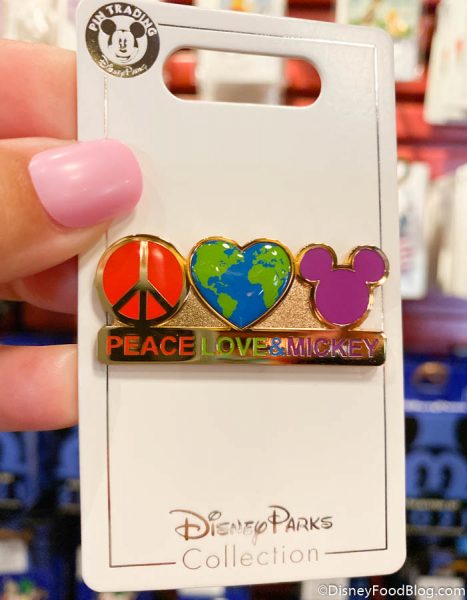 PIN TRADING
Disney Parks
PEACE LOVE & MICKEY
Disney Parks
Collection
©DisneyFoodBlog.com